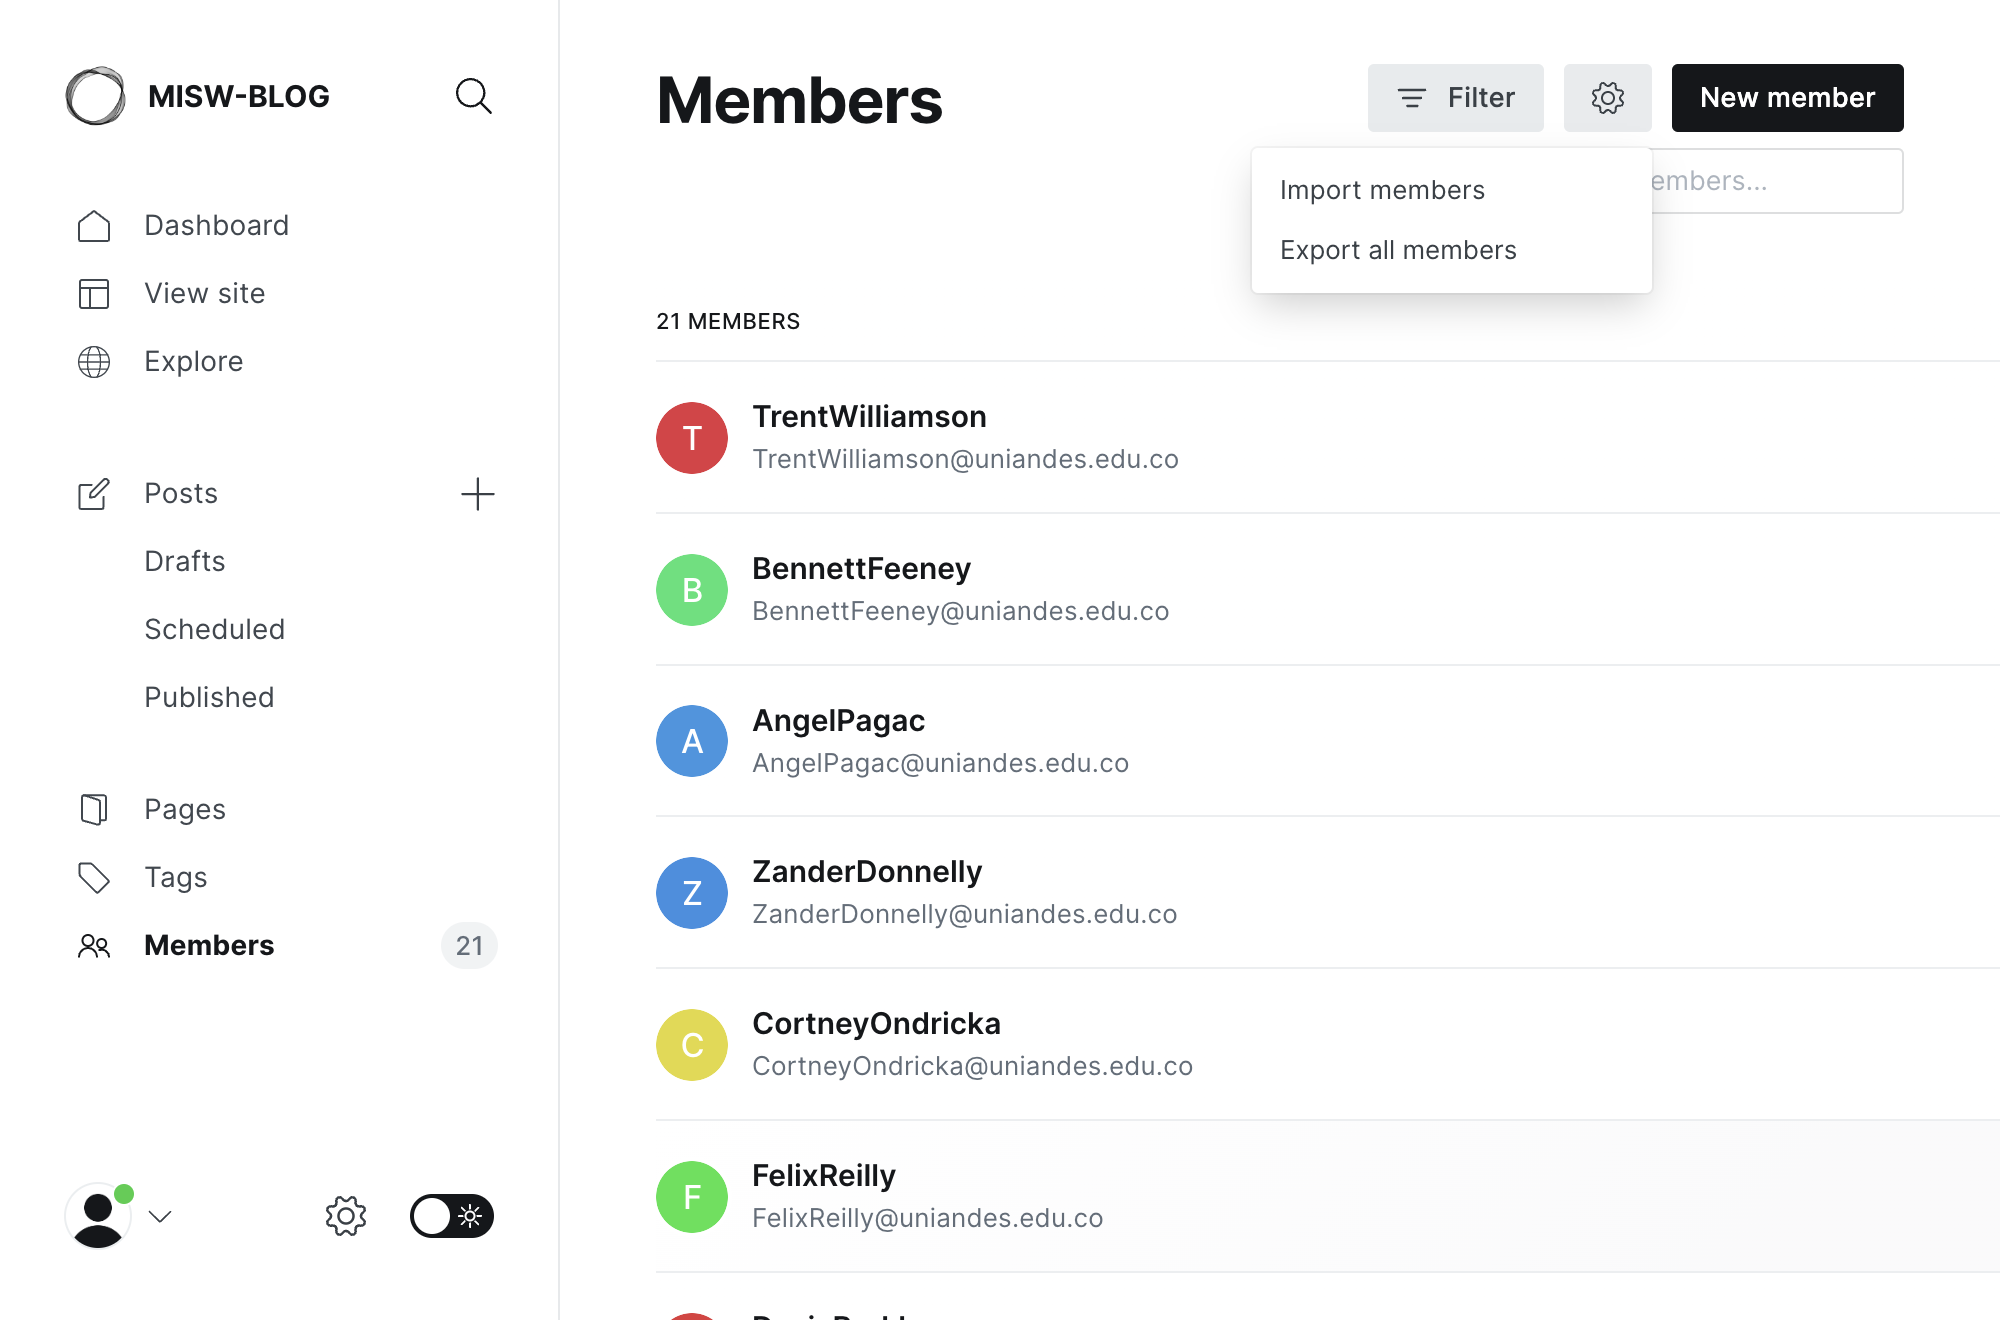 MISW-BLOG
Dashboard
View site
Explore
Posts
Drafts
Scheduled
Published
Pages
Tags
Members
21
Members
Filter
New member
embers...
Import members
Export all members
21 MEMBERS
T
TrentWilliamson
TrentWilliamson@uniandes.edu.co
B
BennettFeeney
BennettFeeney@uniandes.edu.co
A
AngelPagac
AngelPagac@uniandes.edu.co
Z
ZanderDonnelly
ZanderDonnelly@uniandes.edu.co
C
CortneyOndricka
CortneyOndricka@uniandes.edu.co
F
FelixReilly
FelixReilly@uniandes.edu.co